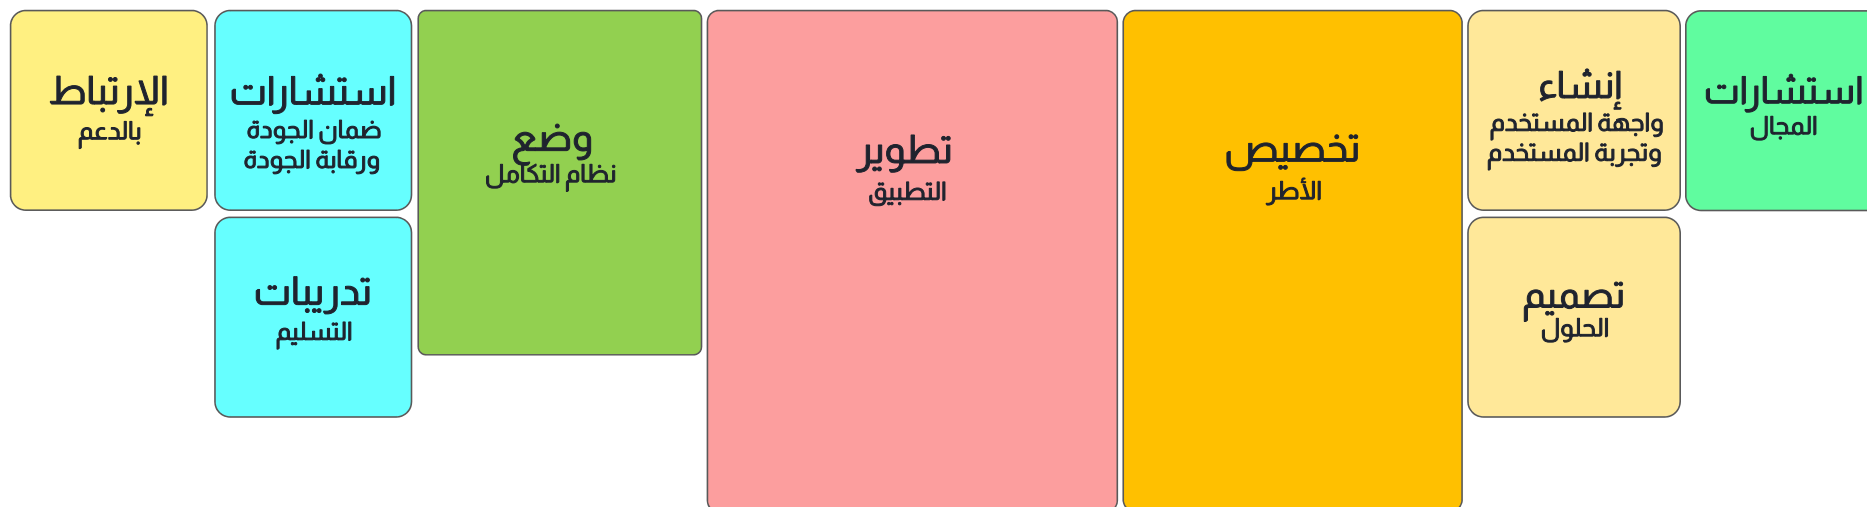 استشارات
المجال
إنشاء
واجهة المستخدم
وتجربة المستخدم
تصميم
الحلول
تخصيص
الأطر
تطوير
التطبيق
وضع
نظام التكامل
استشارات
ضمان الجودة
ورقابة الجودة
تدريبات
التسليم
الإرتباط
بالدعم